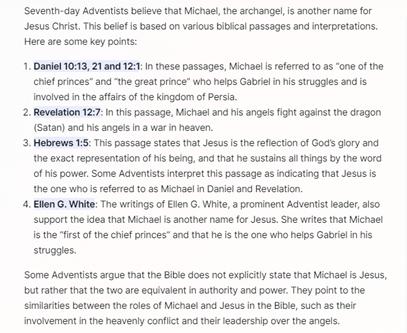 Seventh-day Adventists believe that Michael, the archangel, is another name for
Jesus Christ. This belief is based on various biblical passages and interpretations.
Here are some key points:
1. Daniel 10:13, 21 and 12:1: In these passages, Michael is referred to as "one of the
chief princes" and "the great prince" who helps Gabriel in his struggles and is
involved in the affairs of the kingdom of Persia.
2. Revelation 12:7: In this passage, Michael and his angels fight against the dragon
(Satan) and his angels in a war in heaven.
3. Hebrews 1:5: This passage states that Jesus is the reflection of God's glory and
the exact representation of his being, and that he sustains all things by the word
of his power. Some Adventists interpret this passage as indicating that Jesus is
the one who is referred to as Michael in Daniel and Revelation.
4. Ellen G. White: The writings of Ellen G. White, a prominent Adventist leader, also
support the idea that Michael is another name for Jesus. She writes that Michael
is the "first of the chief princes" and that he is the one who helps Gabriel in his
struggles.
Some Adventists argue that the Bible does not explicitly state that Michael is Jesus,
but rather that the two are equivalent in authority and power. They point to the
similarities between the roles of Michael and Jesus in the Bible, such as their
involvement in the heavenly conflict and their leadership over the angels.